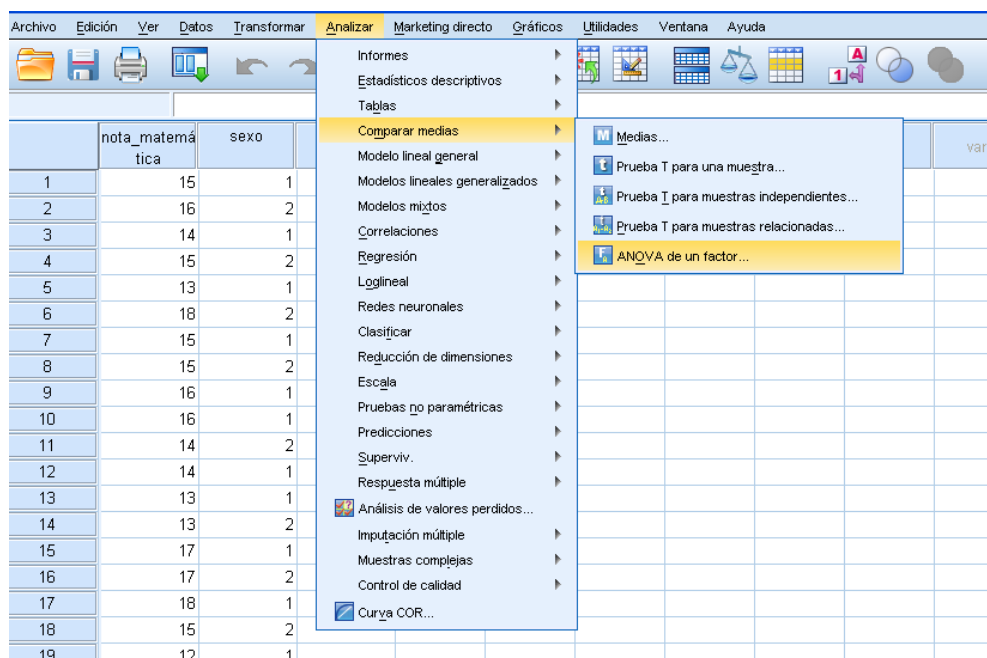 Archivo Edición Ver Datos Transformar Analizar Marketing directo Gráficos Utilidades Ventana Ayuda
Informes
Estadísticos descriptivos
Tablas
Comparar medias
Modelo lineal general
Modelos lineales generalizados
Modelos mixtos
Correlaciones
Regresión
Loglineal
Redes neuronales
Clasificar
Reducción de dimensiones
Escala
Pruebas no paramétricas
Predicciones
Superviv.
Respuesta múltiple
Análisis de valores perdidos...
Imputación múltiple
Muestras complejas
Control de calidad
Curva COR...
M Medias...
t Prueba T para una muestra...
Prueba T para muestras independientes...
Prueba T para muestras relacionadas...
ANOVA de un factor...
A
1
nota_matemá
tica
sexo
var
1 15 1
2 16 2
3 14 1
4 15 2
5 13 1
6 18 2
7 15 1
8 15 2
9 16 1
10 16 1
11 14 2
12 14 1
13 13 1
14 13 2
15 17 1
16 17 2
17 18 1
18 15 2
19 12 1